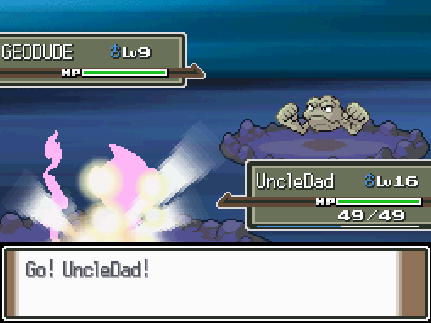 GEODUDE ♂Lv9
HP
UncleDad ♂Lv16
HP
49/49
Go! UncleDad!